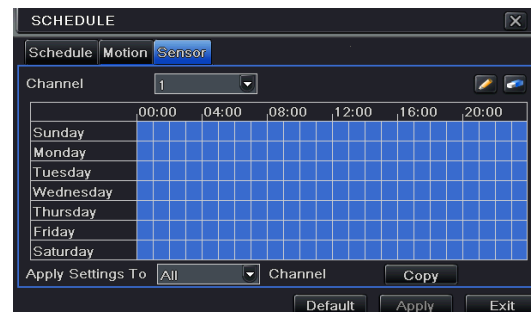 SCHEDULE
Schedule Motion Sensor
Channel 1
00:00 04:00 08:00 12:00 16:00 20:00
Sunday
Monday
Tuesday
Wednesday
Thursday
Friday
Saturday
Apply Settings To All Channel Copy
Default Apply Exit